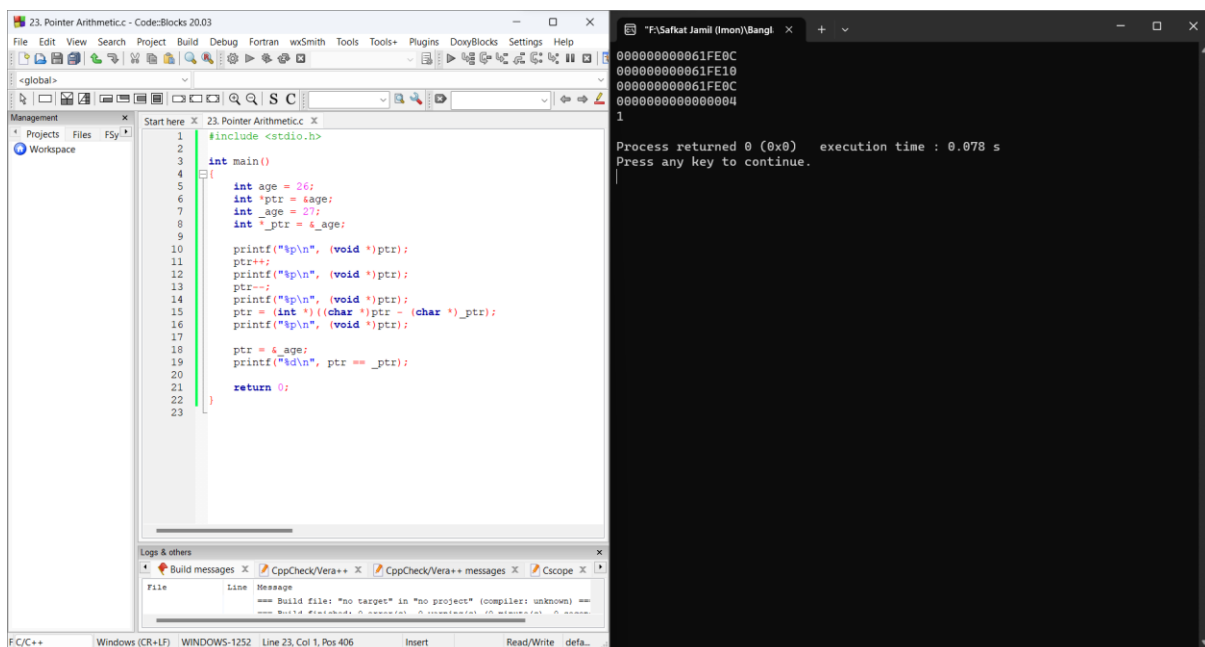 23. Pointer Arithmetic.c - Code::Blocks 20.03
File Edit View Search Project Build Debug Fortran wxSmith Tools Tools+ Plugins DoxyBlocks Settings Help
<global>
S C
Management
Projects Files FSy
Workspace
Start here X 23. Pointer Arithmetic.c X
1 #include <stdio.h>
2
3 int main()
4 {
5 int age = 26;
6 int *ptr = &age;
7 int _age = 27;
8 int *_ptr = &_age;
9
10 printf("%p\n", (void *)ptr);
11 ptr++;
12 printf("%p\n", (void *)ptr);
13 ptr--;
14 printf("%p\n", (void *)ptr);
15 ptr = (int *)((char *)ptr - (char *)_ptr);
16 printf("%p\n", (void *)ptr);
17
18 ptr = &_age;
19 printf("%d\n", ptr == _ptr);
20
21 return 0;
22 }
23
Logs & others
Build messages X CppCheck/Vera++ X CppCheck/Vera++ messages X Cscope X
File Line Message
=== Build file: "no target" in "no project" (compiler: unknown) ===
F C/C++ Windows (CR+LF) WINDOWS-1252 Line 23, Col 1, Pos 406 Insert Read/Write defa...
"F:\Safkat Jamil (Imon)\Bangl
000000000061FE0C
000000000061FE10
000000000061FE0C
0000000000000004
1
Process returned 0 (0x0) execution time : 0.078 s
Press any key to continue.